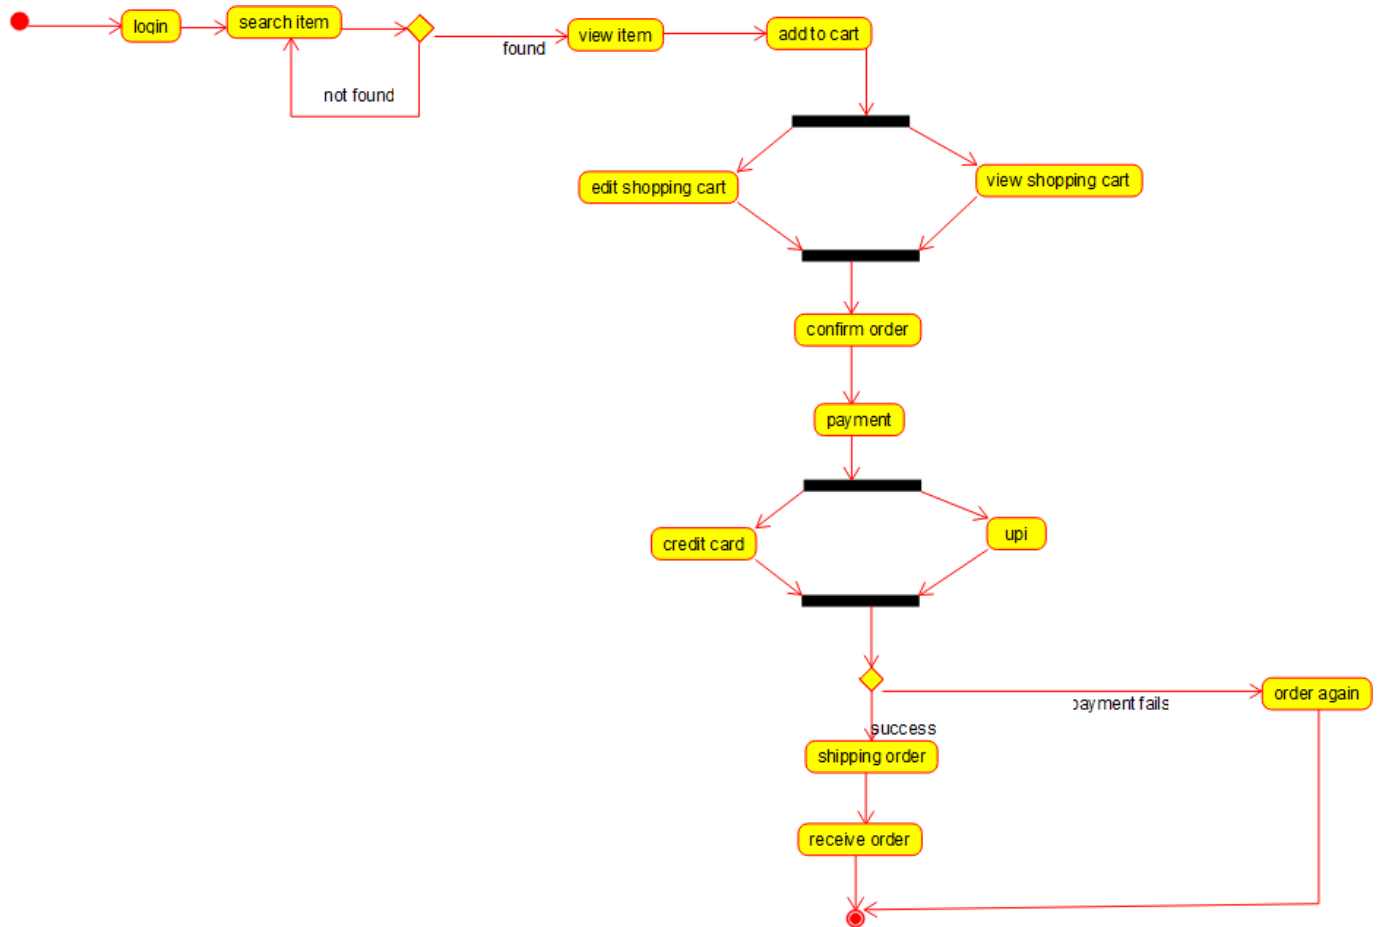 login
search item
found
view item
add to cart
not found
edit shopping cart
view shopping cart
confirm order
payment
credit card
upi
payment fails
order again
success
shipping order
receive order